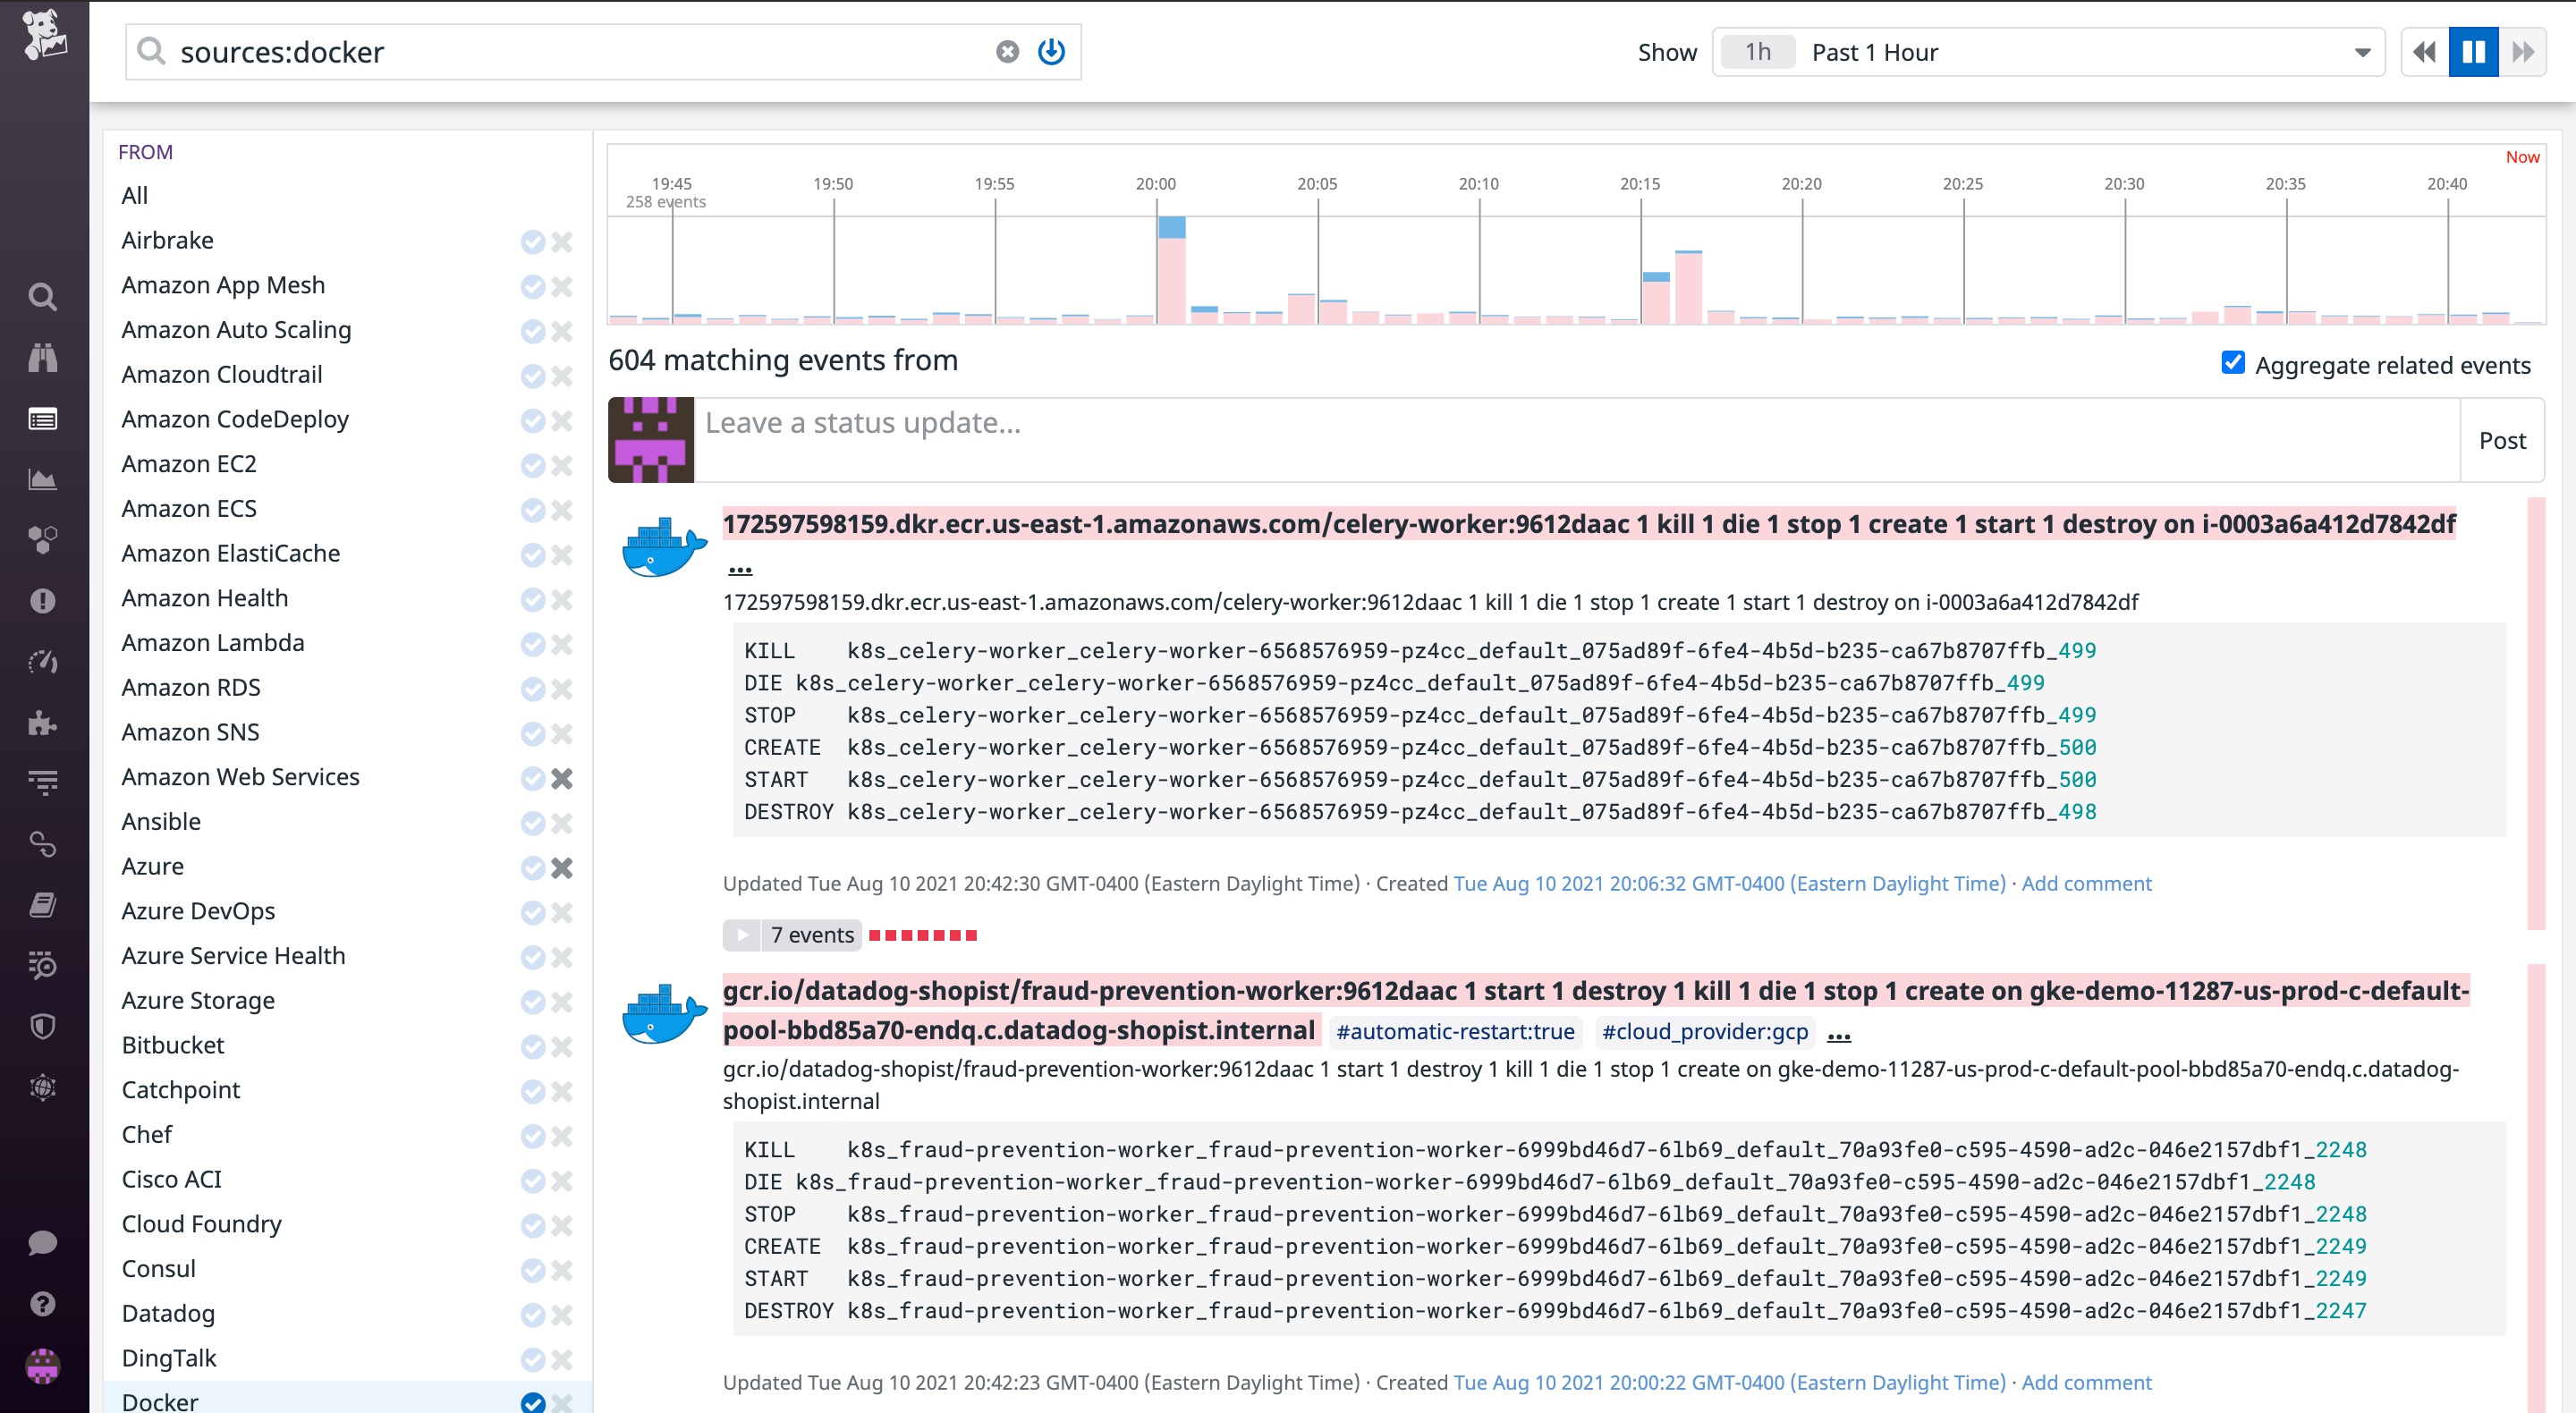 sources:docker
Show 1h Past 1 Hour
FROM
All
Airbrake
Amazon App Mesh
Amazon Auto Scaling
Amazon Cloudtrail
Amazon CodeDeploy
Amazon EC2
Amazon ECS
Amazon ElastiCache
Amazon Health
Amazon Lambda
Amazon RDS
Amazon SNS
Amazon Web Services
Ansible
Azure
Azure DevOps
Azure Service Health
Azure Storage
Bitbucket
Catchpoint
Chef
Cisco ACI
Cloud Foundry
Consul
Datadog
DingTalk
Docker
Now
19:45 19:50 19:55 20:00 20:05 20:10 20:15 20:20 20:25 20:30 20:35 20:40
258 events
604 matching events from
Aggregate related events
Leave a status update...
Post
172597598159.dkr.ecr.us-east-1.amazonaws.com/celery-worker:9612daac 1 kill 1 die 1 stop 1 create 1 start 1 destroy on i-0003a6a412d7842df
...
172597598159.dkr.ecr.us-east-1.amazonaws.com/celery-worker:9612daac 1 kill 1 die 1 stop 1 create 1 start 1 destroy on i-0003a6a412d7842df
KILL k8s_celery-worker_celery-worker-6568576959-pz4cc_default_075ad89f-6fe4-4b5d-b235-ca67b8707ffb_499
DIE k8s_celery-worker_celery-worker-6568576959-pz4cc_default_075ad89f-6fe4-4b5d-b235-ca67b8707ffb_499
STOP k8s_celery-worker_celery-worker-6568576959-pz4cc_default_075ad89f-6fe4-4b5d-b235-ca67b8707ffb_499
CREATE k8s_celery-worker_celery-worker-6568576959-pz4cc_default_075ad89f-6fe4-4b5d-b235-ca67b8707ffb_500
START k8s_celery-worker_celery-worker-6568576959-pz4cc_default_075ad89f-6fe4-4b5d-b235-ca67b8707ffb_500
DESTROY k8s_celery-worker_celery-worker-6568576959-pz4cc_default_075ad89f-6fe4-4b5d-b235-ca67b8707ffb_498
Updated Tue Aug 10 2021 20:42:30 GMT-0400 (Eastern Daylight Time) · Created Tue Aug 10 2021 20:06:32 GMT-0400 (Eastern Daylight Time) · Add comment
7 events
gcr.io/datadog-shopist/fraud-prevention-worker:9612daac 1 start 1 destroy 1 kill 1 die 1 stop 1 create on gke-demo-11287-us-prod-c-default-
pool-bbd85a70-endq.c.datadog-shopist.internal #automatic-restart:true #cloud_provider:gcp ...
gcr.io/datadog-shopist/fraud-prevention-worker:9612daac 1 start 1 destroy 1 kill 1 die 1 stop 1 create on gke-demo-11287-us-prod-c-default-pool-bbd85a70-endq.c.datadog-
shopist.internal
KILL k8s_fraud-prevention-worker_fraud-prevention-worker-6999bd46d7-6lb69_default_70a93fe0-c595-4590-ad2c-046e2157dbf1_2248
DIE k8s_fraud-prevention-worker_fraud-prevention-worker-6999bd46d7-6lb69_default_70a93fe0-c595-4590-ad2c-046e2157dbf1_2248
STOP k8s_fraud-prevention-worker_fraud-prevention-worker-6999bd46d7-6lb69_default_70a93fe0-c595-4590-ad2c-046e2157dbf1_2248
CREATE k8s_fraud-prevention-worker_fraud-prevention-worker-6999bd46d7-6lb69_default_70a93fe0-c595-4590-ad2c-046e2157dbf1_2249
START k8s_fraud-prevention-worker_fraud-prevention-worker-6999bd46d7-6lb69_default_70a93fe0-c595-4590-ad2c-046e2157dbf1_2249
DESTROY k8s_fraud-prevention-worker_fraud-prevention-worker-6999bd46d7-6lb69_default_70a93fe0-c595-4590-ad2c-046e2157dbf1_2247
Updated Tue Aug 10 2021 20:42:23 GMT-0400 (Eastern Daylight Time) · Created Tue Aug 10 2021 20:00:22 GMT-0400 (Eastern Daylight Time) · Add comment